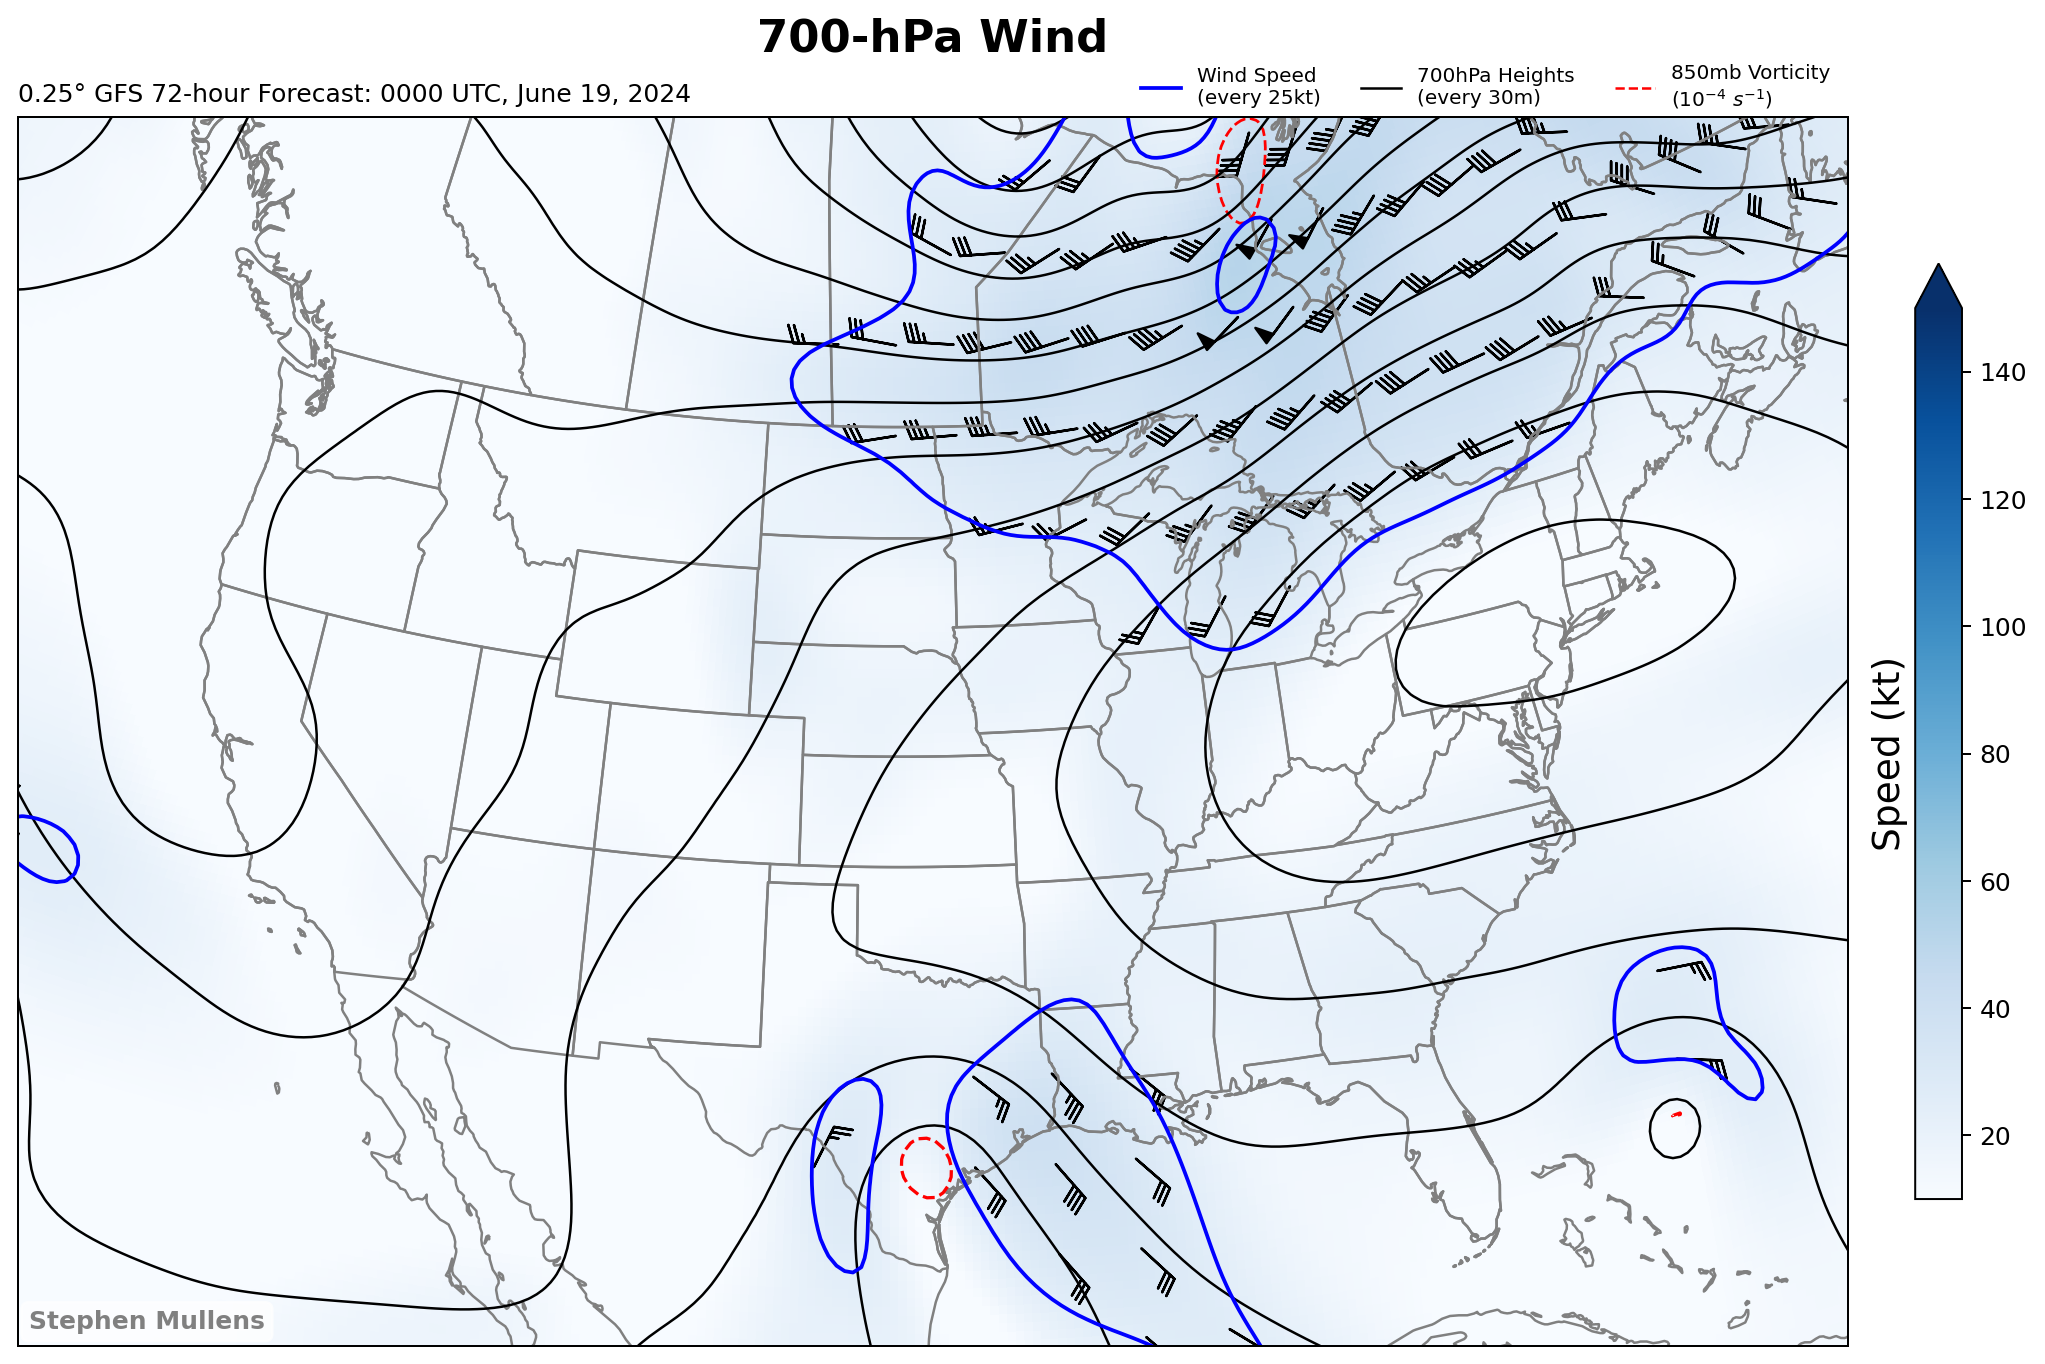 700-hPa Wind
0.25° GFS 72-hour Forecast: 0000 UTC, June 19, 2024
Wind Speed
(every 25kt)
700hPa Heights
(every 30m)
850mb Vorticity
(10⁻⁴ s⁻¹)
140
120
100
80
60
40
20
Speed (kt)
Stephen Mullens